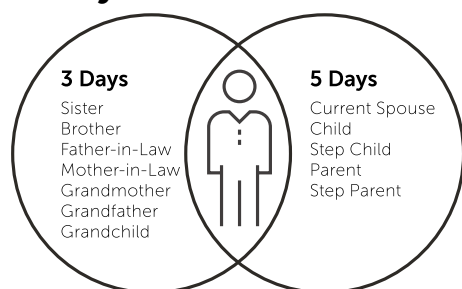 3 Days
Sister
Brother
Father-in-Law
Mother-in-Law
Grandmother
Grandfather
Grandchild
5 Days
Current Spouse
Child
Step Child
Parent
Step Parent